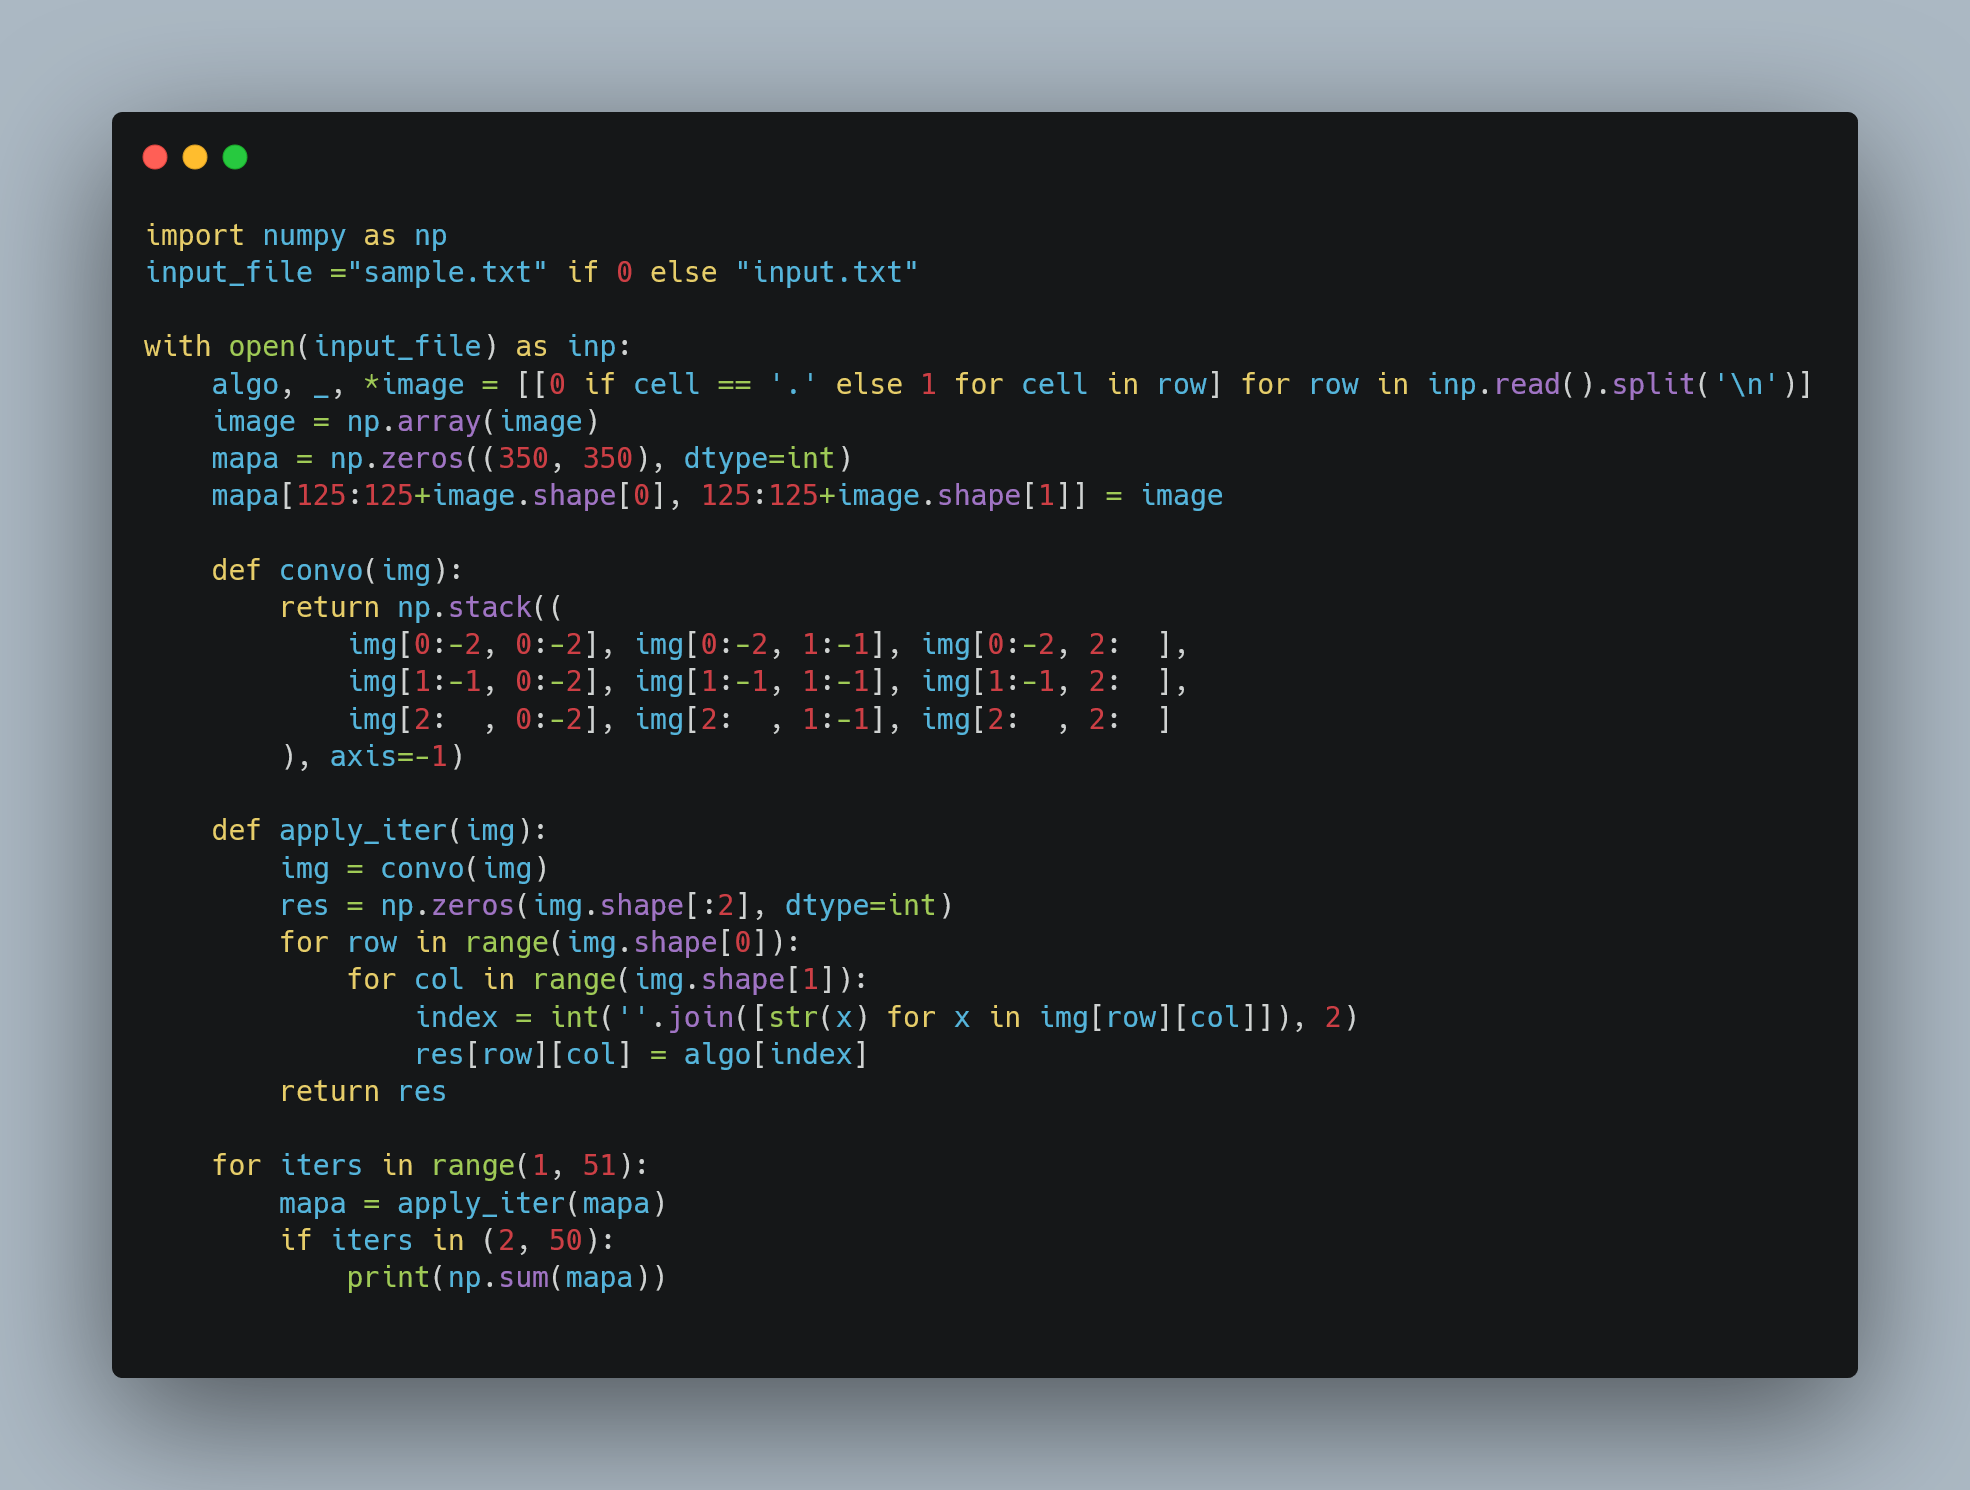 import numpy as np
input_file ="sample.txt" if 0 else "input.txt"

with open(input_file) as inp:
    algo, _, *image = [[0 if cell == '.' else 1 for cell in row] for row in inp.read().split('\n')]
    image = np.array(image)
    mapa = np.zeros((350, 350), dtype=int)
    mapa[125:125+image.shape[0], 125:125+image.shape[1]] = image

    def convo(img):
        return np.stack((
            img[0:-2, 0:-2], img[0:-2, 1:-1], img[0:-2, 2:  ],
            img[1:-1, 0:-2], img[1:-1, 1:-1], img[1:-1, 2:  ],
            img[2:  , 0:-2], img[2:  , 1:-1], img[2:  , 2:  ]
        ), axis=-1)

    def apply_iter(img):
        img = convo(img)
        res = np.zeros(img.shape[:2], dtype=int)
        for row in range(img.shape[0]):
            for col in range(img.shape[1]):
                index = int(''.join([str(x) for x in img[row][col]]), 2)
                res[row][col] = algo[index]
        return res

    for iters in range(1, 51):
        mapa = apply_iter(mapa)
        if iters in (2, 50):
            print(np.sum(mapa))